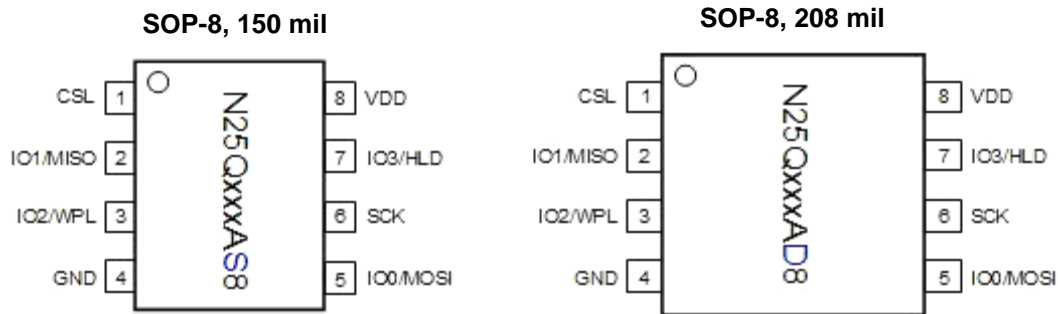 SOP-8, 150 mil
CSL 1
IO1/MISO 2
IO2/WPL 3
GND 4
N25QxxxAS8
8 VDD
7 IO3/HLD
6 SCK
5 IO0/MOSI
SOP-8, 208 mil
CSL 1
IO1/MISO 2
IO2/WPL 3
GND 4
N25QxxxAD8
8 VDD
7 IO3/HLD
6 SCK
5 IO0/MOSI